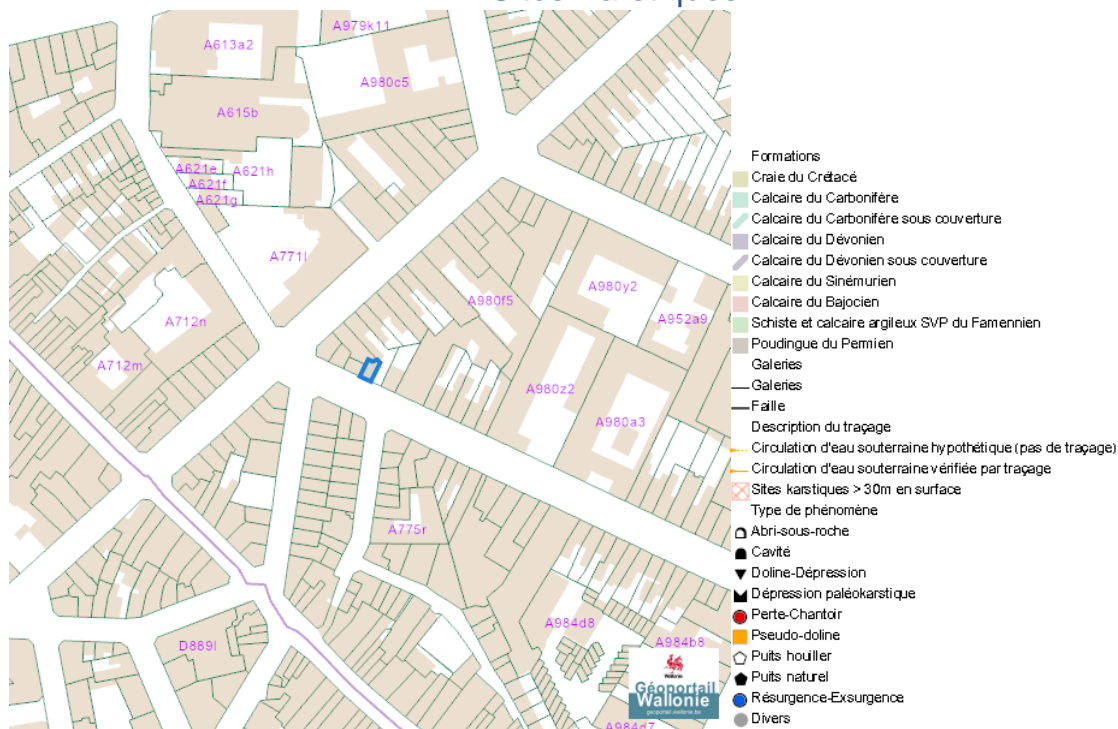 A979k11
A613a2
A980c5
A615b
A621e
A621h
A621f
A621g
A771l
A980y2
A980f5
A952a9
A712n
A712m
A980z2
A980a3
A775r
A984d8
A984b8
D889l
A984d7
Wallonie
Géoportail
Wallonie
geoportail.wallonie.be
Formations
Craie du Crétacé
Calcaire du Carbonifère
Calcaire du Carbonifère sous couverture
Calcaire du Dévonien
Calcaire du Dévonien sous couverture
Calcaire du Sinémurien
Calcaire du Bajocien
Schiste et calcaire argileux SVP du Famennien
Poudingue du Permien
Galeries
Galeries
Faille
Description du traçage
Circulation d'eau souterraine hypothétique (pas de traçage)
Circulation d'eau souterraine vérifiée par traçage
Sites karstiques > 30m en surface
Type de phénomène
Abri-sous-roche
Cavité
Doline-Dépression
Dépression paléokarstique
Perte-Chantoir
Pseudo-doline
Puits houiller
Puits naturel
Résurgence-Exsurgence
Divers